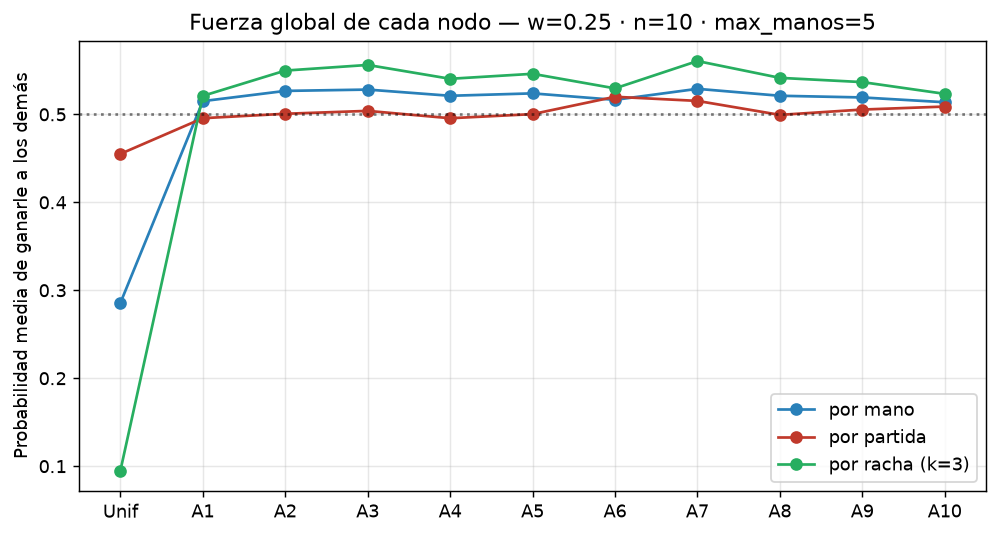 Fuerza global de cada nodo — w=0.25 · n=10 · max_manos=5
Probabilidad media de ganarle a los demás
0.5
0.4
0.3
0.2
0.1
Unif A1 A2 A3 A4 A5 A6 A7 A8 A9 A10
por mano
por partida
por racha (k=3)